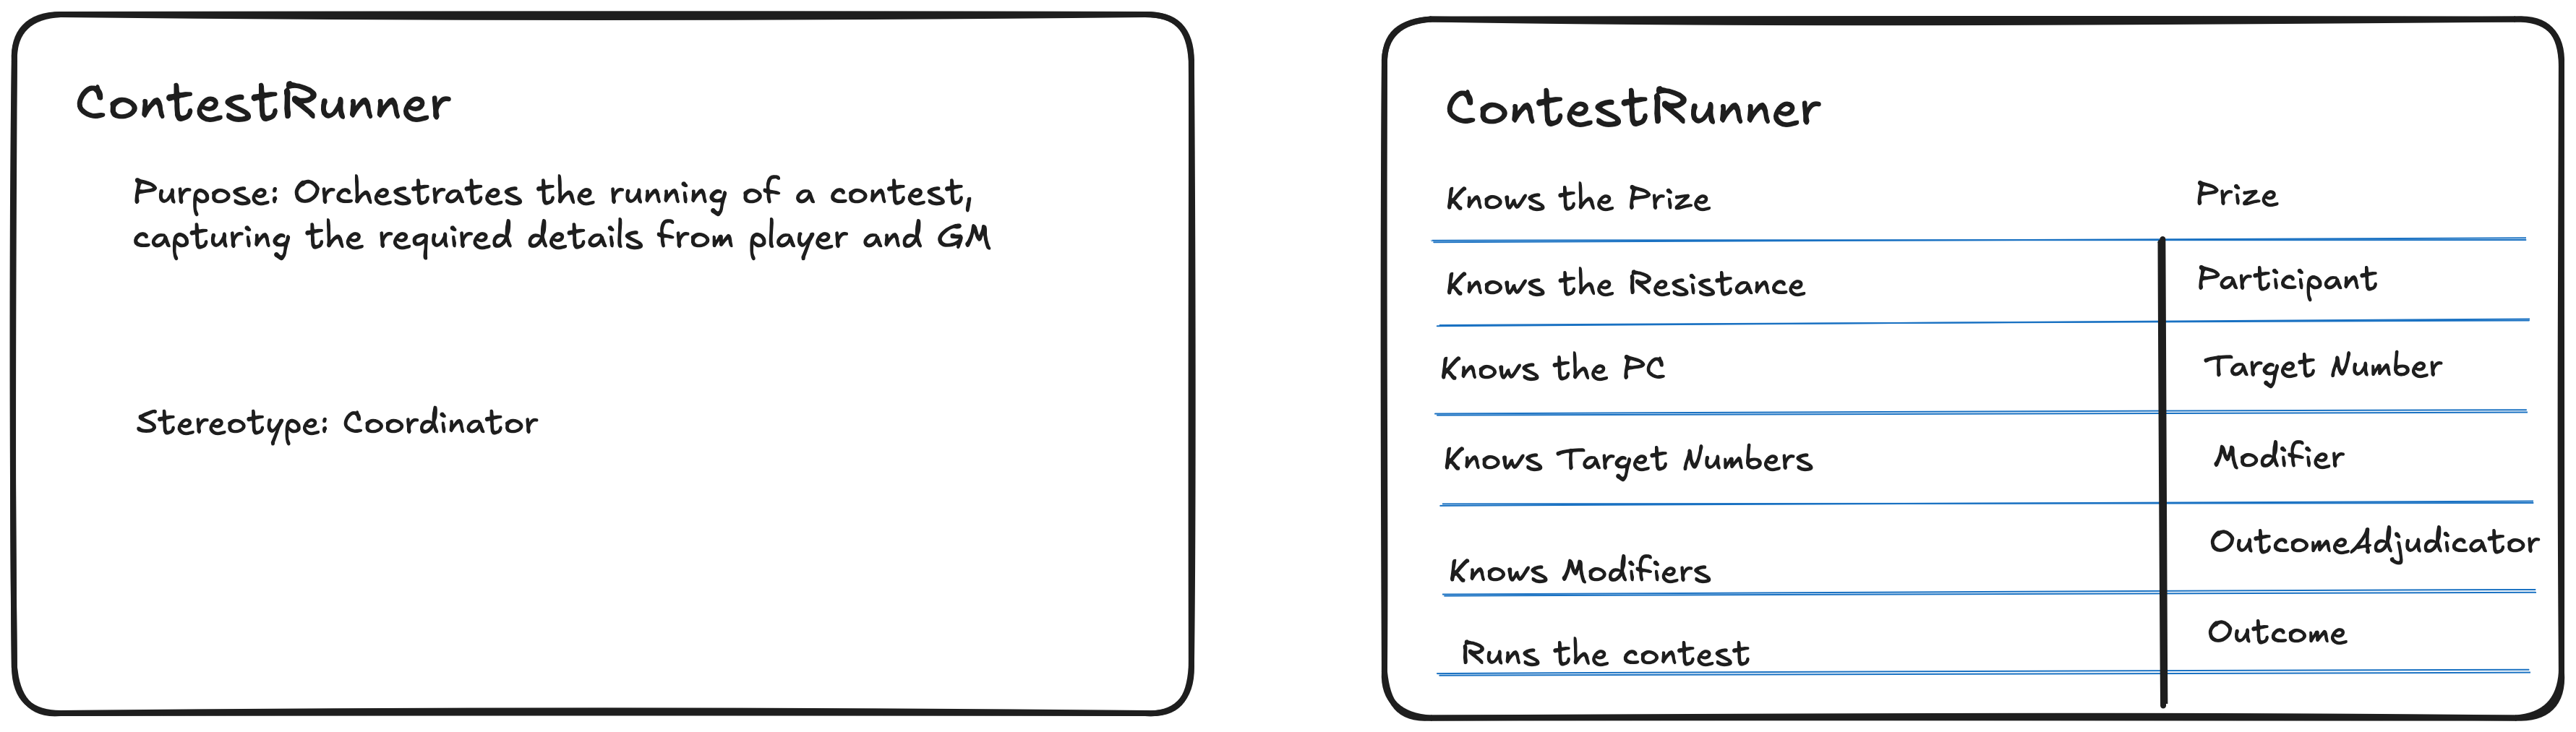 ContestRunner
Purpose: Orchestrates the running of a contest,
capturing the required details from player and GM
Stereotype: Coordinator
ContestRunner
Knows the Prize
Prize
Knows the Resistance
Participant
Knows the PC
Target Number
Knows Target Numbers
Modifier
Knows Modifiers
OutcomeAdjudicator
Runs the contest
Outcome